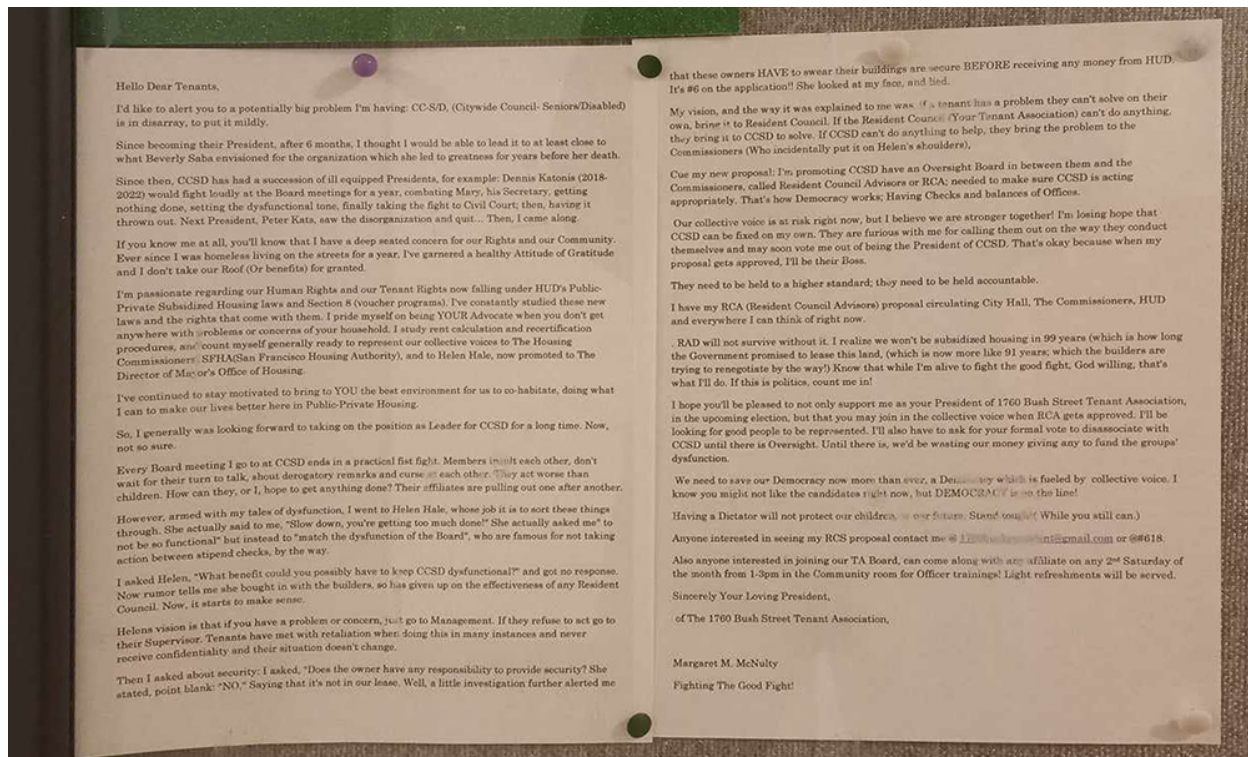 Hello Dear Tenants,
I'd like to alert you to a potentially big problem I'm having: CC-S/D, (Citywide Council- Seniors/Disabled)
is in disarray, to put it mildly.
Since becoming their President, after 6 months, I thought I would be able to lead it to at least close to
what Beverly Saba envisioned for the organization which she led to greatness for years before her death.
Since then, CCSD has had a succession of ill equipped Presidents, for example: Dennis Katonis (2018-
2022) would fight loudly at the Board meetings for a year, combating Mary, his Secretary, getting
nothing done, setting the dysfunctional tone, finally taking the fight to Civil Court; then, having it
thrown out. Next President, Peter Kats, saw the disorganization and quit... Then, I came along.
If you know me at all, you'll know that I have a deep seated concern for our Rights and our Community.
Ever since I was homeless living on the streets for a year, I've garnered a healthy Attitude of Gratitude
and I don't take our Roof (Or benefits) for granted.
I'm passionate regarding our Human Rights and our Tenant Rights now falling under HUD's Public-
Private Subsidized Housing laws and Section 8 (voucher programs). I've constantly studied these new
laws and the rights that come with them. I pride myself on being YOUR Advocate when you don't get
anywhere with problems or concerns of your household. I study rent calculation and recertification
procedures, and count myself generally ready to represent our collective voices to The Housing
Commissioners, SFHA(San Francisco Housing Authority), and to Helen Hale, now promoted to The
Director of Mayor's Office of Housing.
I've continued to stay motivated to bring to YOU the best environment for us to co-habitate, doing what
I can to make our lives better here in Public-Private Housing.
So, I generally was looking forward to taking on the position as Leader for CCSD for a long time. Now,
not so sure.
Every Board meeting I go to at CCSD ends in a practical fist fight. Members insult each other, don't
wait for their turn to talk, shout derogatory remarks and curse at each other. They act worse than
children. How can they, or I, hope to get anything done? Their affiliates are pulling out one after another.
However, armed with my tales of dysfunction, I went to Helen Hale, whose job it is to sort these things
through. She actually said to me, "Slow down, you're getting too much done!" She actually asked me" to
not be so functional" but instead to "match the dysfunction of the Board", who are famous for not taking
action between stipend checks, by the way.
I asked Helen, "What benefit could you possibly have to keep CCSD dysfunctional?" and got no response.
Now rumor tells me she bought in with the builders, so has given up on the effectiveness of any Resident
Council. Now, it starts to make sense.
Helens vision is that if you have a problem or concern, just go to Management. If they refuse to act go to
their Supervisor. Tenants have met with retaliation when doing this in many instances and never
receive confidentiality and their situation doesn't change.
Then I asked about security: I asked, "Does the owner have any responsibility to provide security? She
stated, point blank: "NO," Saying that it's not in our lease. Well, a little investigation further alerted me
that these owners HAVE to swear their buildings are secure BEFORE receiving any money from HUD.
It's #6 on the application!! She looked at my face, and lied.
My vision, and the way it was explained to me was, if a tenant has a problem they can't solve on their
own, bring it to Resident Council. If the Resident Council (Your Tenant Association) can't do anything,
they bring it to CCSD to solve. If CCSD can't do anything to help, they bring the problem to the
Commissioners (Who incidentally put it on Helen's shoulders),
Cue my new proposal: I'm promoting CCSD have an Oversight Board in between them and the
Commissioners, called Resident Council Advisors or RCA; needed to make sure CCSD is acting
appropriately. That's how Democracy works; Having Checks and balances of Offices.
Our collective voice is at risk right now, but I believe we are stronger together! I'm losing hope that
CCSD can be fixed on my own. They are furious with me for calling them out on the way they conduct
themselves and may soon vote me out of being the President of CCSD. That's okay because when my
proposal gets approved, I'll be their Boss.
They need to be held to a higher standard; they need to be held accountable.
I have my RCA (Resident Council Advisors) proposal circulating City Hall, The Commissioners, HUD
and everywhere I can think of right now.
. RAD will not survive without it. I realize we won't be subsidized housing in 99 years (which is how long
the Government promised to lease this land, (which is now more like 91 years; which the builders are
trying to renegotiate by the way!) Know that while I'm alive to fight the good fight, God willing, that's
what I'll do. If this is politics, count me in!
I hope you'll be pleased to not only support me as your President of 1760 Bush Street Tenant Association,
in the upcoming election, but that you may join in the collective voice when RCA gets approved. I'll be
looking for good people to be represented. I'll also have to ask for your formal vote to disassociate with
CCSD until there is Oversight. Until there is, we'd be wasting our money giving any to fund the groups'
dysfunction.
We need to save our Democracy now more than ever, a Democracy which is fueled by collective voice. I
know you might not like the candidates right now, but DEMOCRACY is on the line!
Having a Dictator will not protect our children, or our future. Stand tough! While you still can.)
Anyone interested in seeing my RCS proposal contact me @ nt@gmail.com or @#618.
Also anyone interested in joining our TA Board, can come along with any affiliate on any 2nd Saturday of
the month from 1-3pm in the Community room for Officer trainings! Light refreshments will be served.
Sincerely Your Loving President,
of The 1760 Bush Street Tenant Association,
Margaret M. McNulty
Fighting The Good Fight!